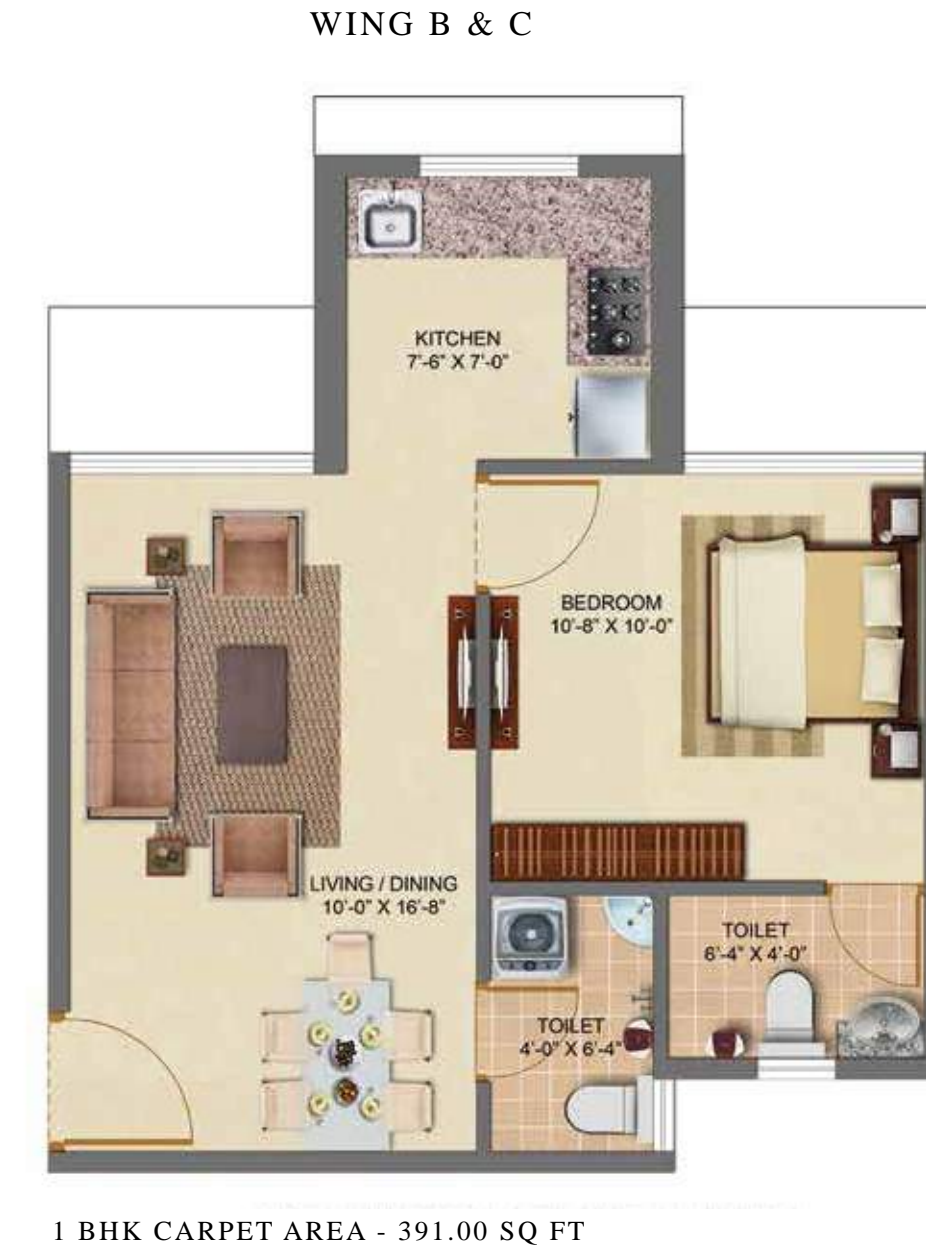 WING B & C
KITCHEN
7'-6" X 7'-0"
BEDROOM
10'-8" X 10'-0"
LIVING / DINING
10'-0" X 16'-8"
TOILET
6'-4" X 4'-0"
TOILET
4'-0" X 6'-4"
1 BHK CARPET AREA - 391.00 SQ FT